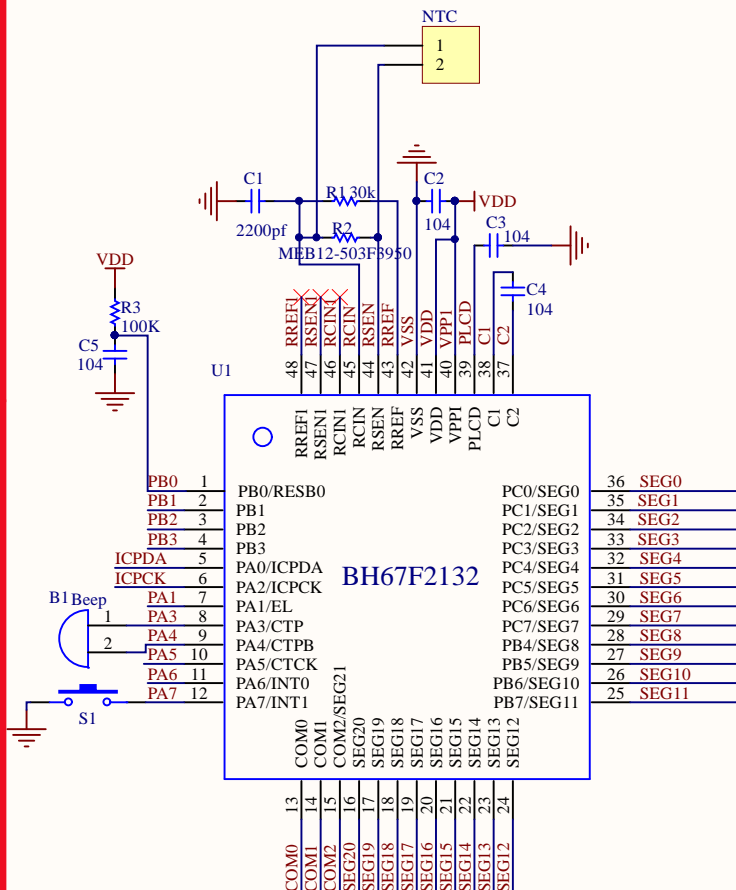 NTC
1
2
C1
2200pf
R1 30k
R2
MEB12-503F3950
C2
104
VDD
C3
104
C4
104
VDD
R3
100K
C5
104
U1
RREF1
RSEN1
RCIN1
RCIN
RSEN
RREF
VSS
VDD
VPP1
PLCD
C1
C2
48
47
46
45
44
43
42
41
40
39
38
37
RREF1
RSEN1
RCIN1
RCIN
RSEN
RREF
VSS
VDD
VPPI
PLCD
C1
C2
PB0 1 PB0/RESB0
PB1 2 PB1
PB2 3 PB2
PB3 4 PB3
ICPDA 5 PA0/ICPDA
ICPCK 6 PA2/ICPCK
PA1 7 PA1/EL
PA3 8 PA3/CTP
PA4 9 PA4/CTPB
PA5 10 PA5/CTCK
PA6 11 PA6/INT0
PA7 12 PA7/INT1
B1 Beep
1
2
S1
BH67F2132
PC0/SEG0 36 SEG0
PC1/SEG1 35 SEG1
PC2/SEG2 34 SEG2
PC3/SEG3 33 SEG3
PC4/SEG4 32 SEG4
PC5/SEG5 31 SEG5
PC6/SEG6 30 SEG6
PC7/SEG7 29 SEG7
PB4/SEG8 28 SEG8
PB5/SEG9 27 SEG9
PB6/SEG10 26 SEG10
PB7/SEG11 25 SEG11
COM0
COM1
COM2/SEG21
SEG20
SEG19
SEG18
SEG17
SEG16
SEG15
SEG14
SEG13
SEG12
13
14
15
16
17
18
19
20
21
22
23
24
COM0
COM1
COM2
SEG20
SEG19
SEG18
SEG17
SEG16
SEG15
SEG14
SEG13
SEG12